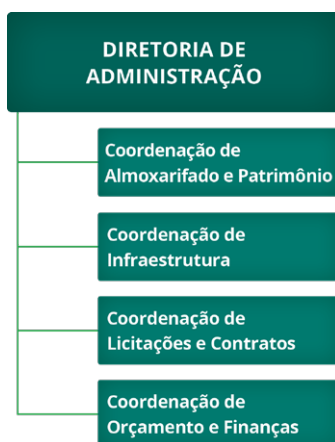 DIRETORIA DE
ADMINISTRAÇÃO
Coordenação de
Almoxarifado e Patrimônio
Coordenação de
Infraestrutura
Coordenação de
Licitações e Contratos
Coordenação de
Orçamento e Finanças